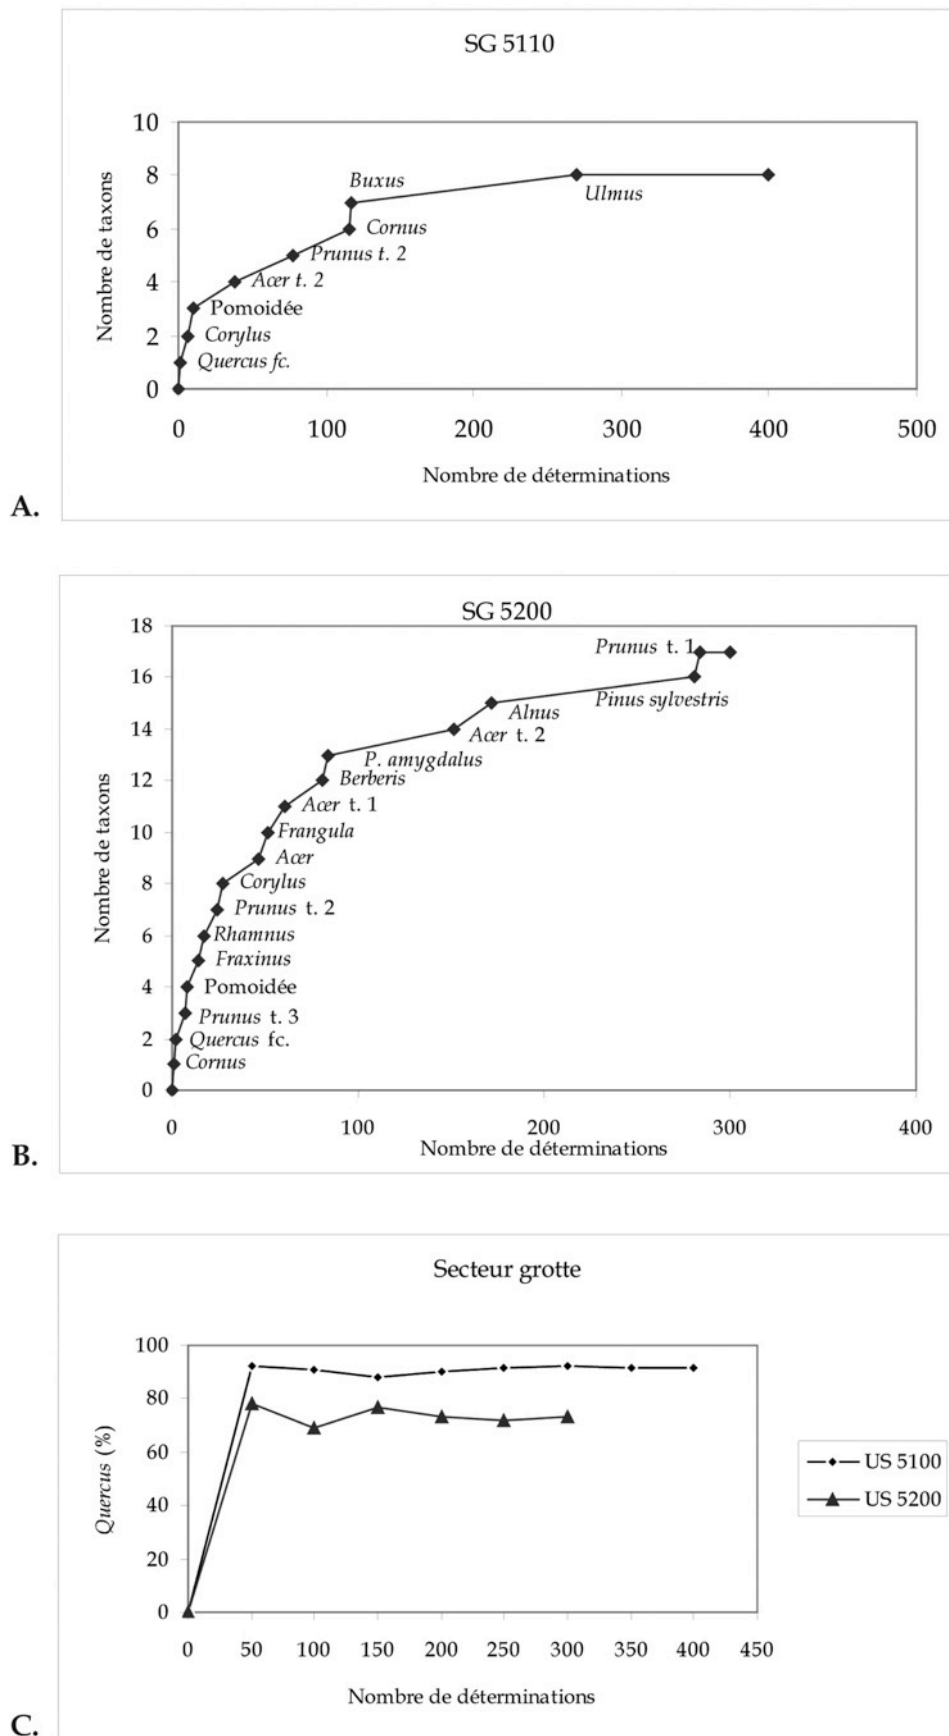 SG 5110
10
8
6
4
2
0
Nombre de taxons
Buxus
Ulmus
Cornus
Prunus t. 2
Acer t. 2
Pomoidée
Corylus
Quercus fc.
0 100 200 300 400 500
Nombre de déterminations
A.
SG 5200
18
16
14
12
10
8
6
4
2
0
Nombre de taxons
Prunus t. 1
Pinus sylvestris
Alnus
Acer t. 2
P. amygdalus
Berberis
Acer t. 1
Frangula
Acer
Corylus
Prunus t. 2
Rhamnus
Fraxinus
Pomoidée
Prunus t. 3
Quercus fc.
Cornus
0 100 200 300 400
Nombre de déterminations
B.
Secteur grotte
100
80
60
40
20
0
Quercus (%)
US 5100
US 5200
0 50 100 150 200 250 300 350 400 450
Nombre de déterminations
C.